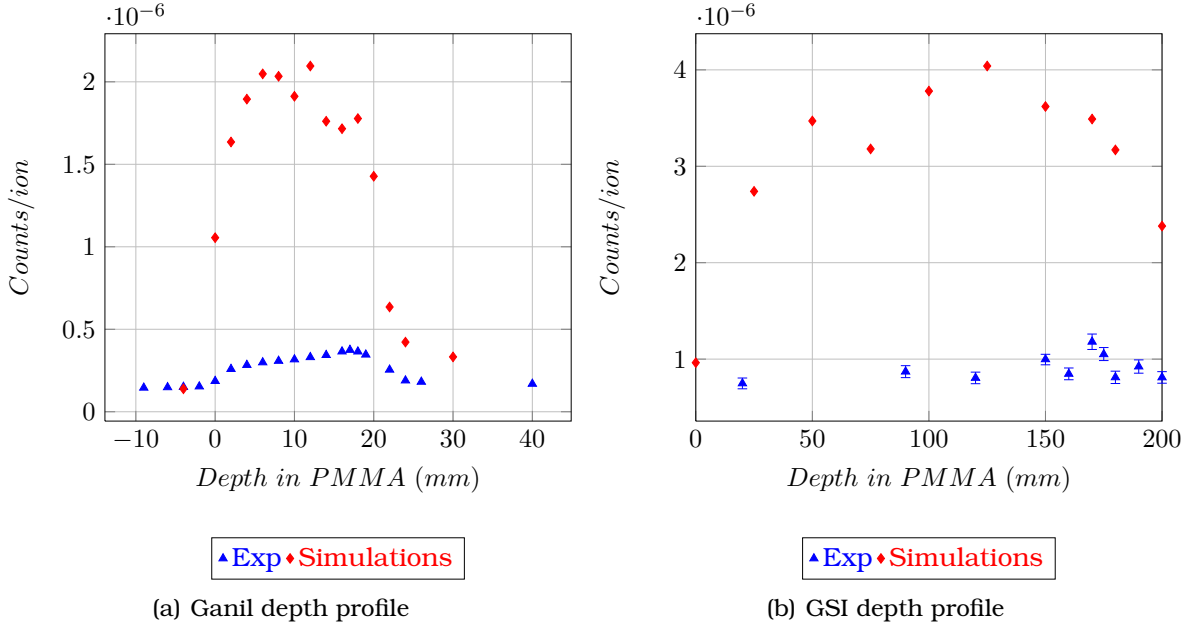 ·10⁻⁶
2
1.5
1
0.5
0
−10 0 10 20 30 40
Counts/ion
Depth in PMMA (mm)
Exp Simulations
(a) Ganil depth profile
·10⁻⁶
4
3
2
1
0 50 100 150 200
Counts/ion
Depth in PMMA (mm)
Exp Simulations
(b) GSI depth profile